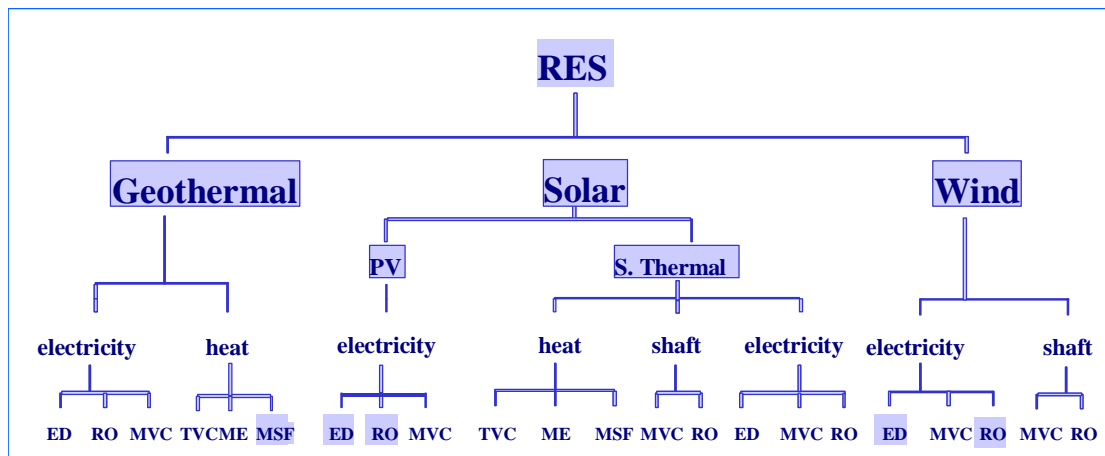 RES
Geothermal Solar Wind
PV S. Thermal
electricity heat electricity heat shaft electricity electricity shaft
ED RO MVC TVCME MSF ED RO MVC TVC ME MSF MVC RO ED MVC RO ED MVC RO MVC RO